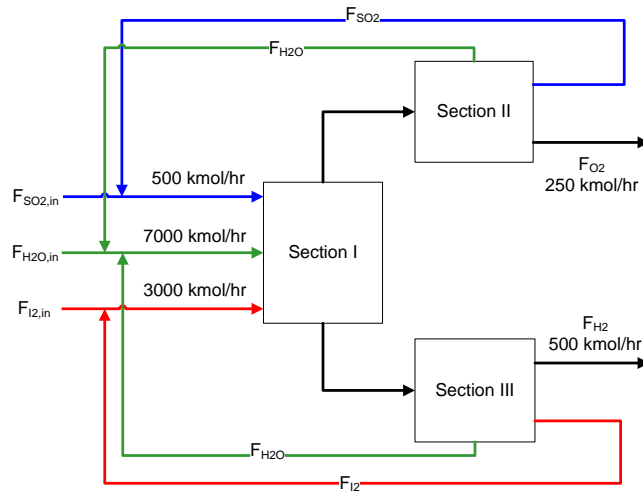 F_SO2
F_H2O
Section II
F_O2
250 kmol/hr
500 kmol/hr
F_SO2,in
7000 kmol/hr
Section I
F_H2O,in
3000 kmol/hr
F_I2,in
F_H2
500 kmol/hr
Section III
F_H2O
F_I2